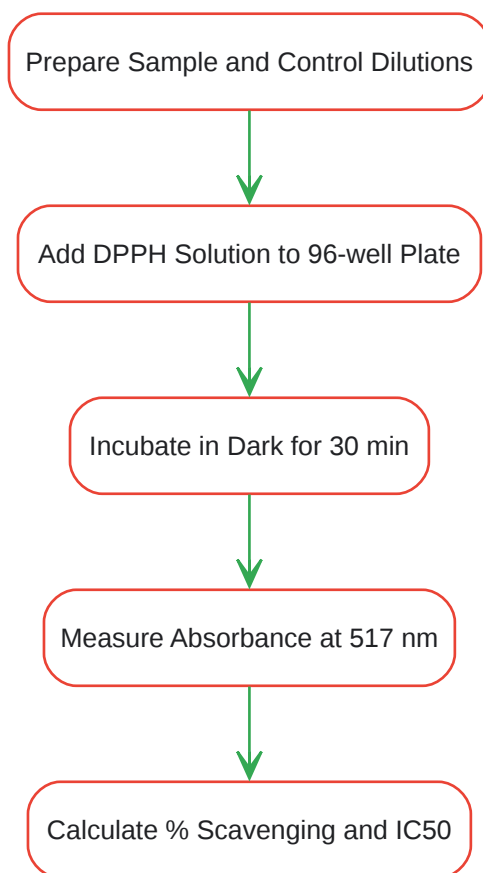 Prepare Sample and Control Dilutions
Add DPPH Solution to 96-well Plate
Incubate in Dark for 30 min
Measure Absorbance at 517 nm
Calculate % Scavenging and IC50